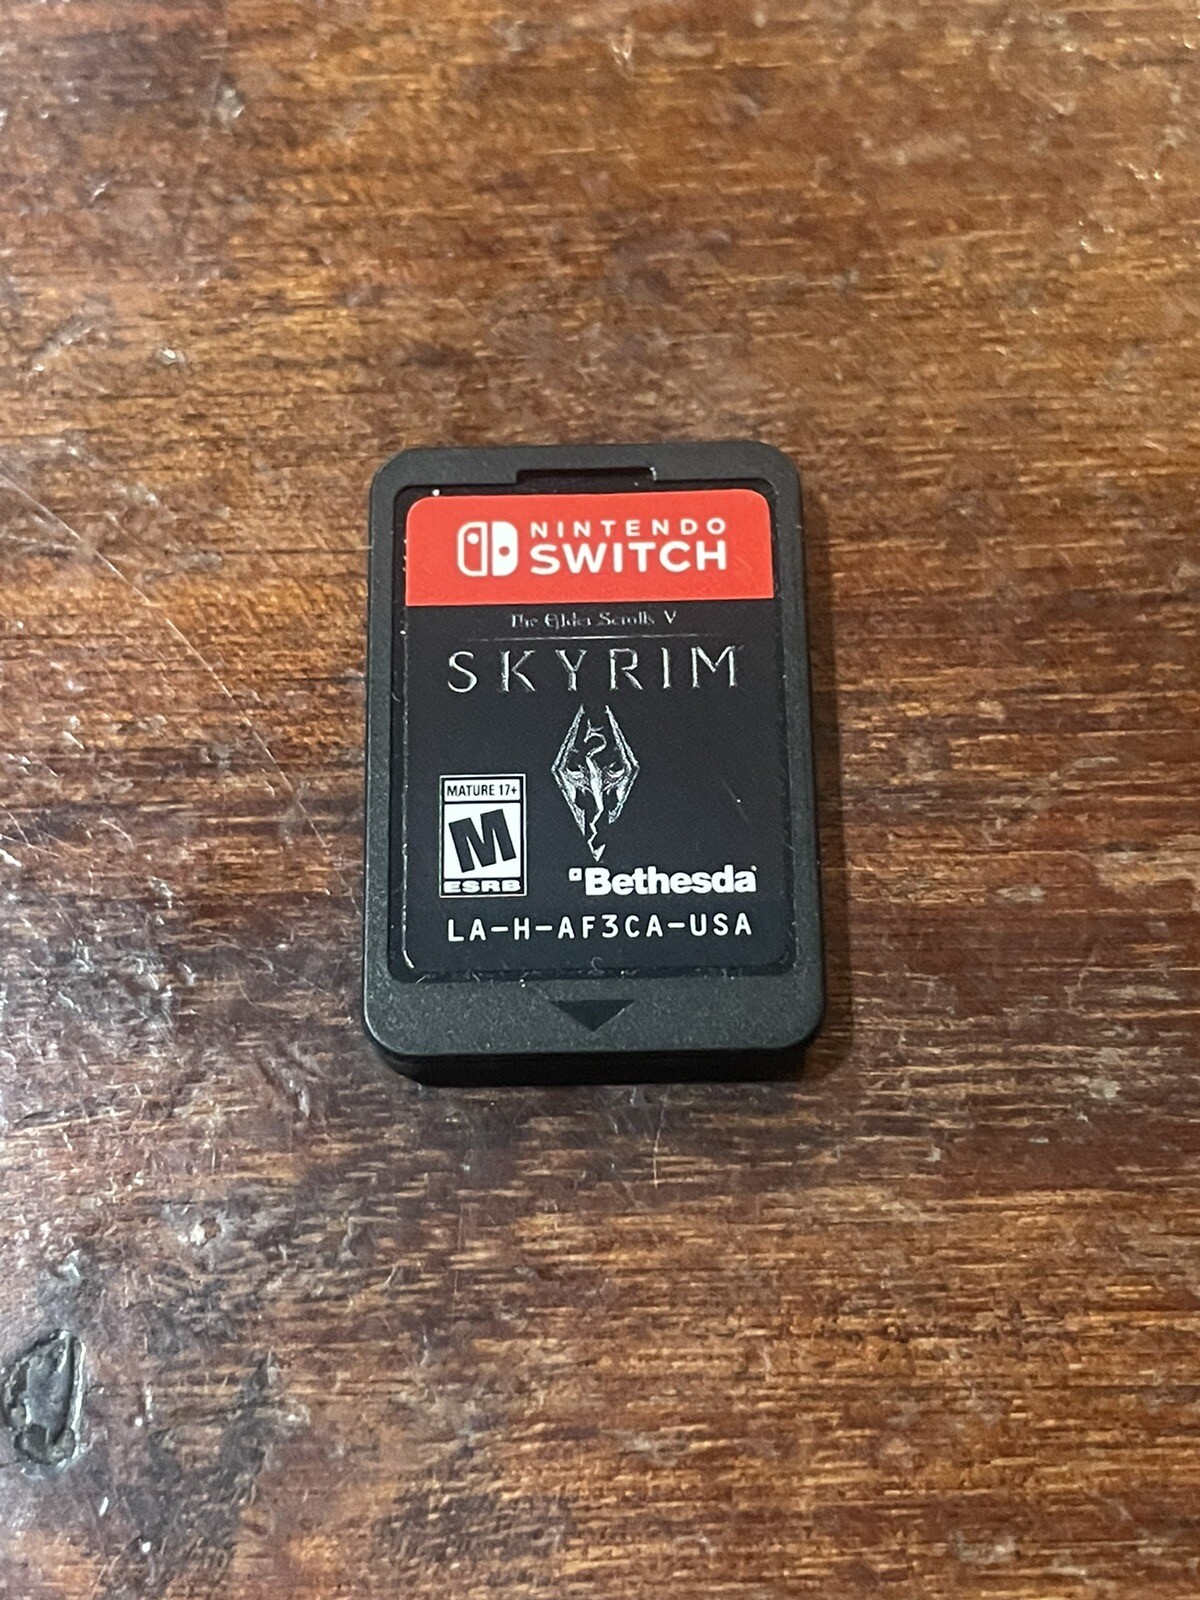 NINTENDO
SWITCH
The Elder Scrolls V
SKYRIM
MATURE 17+
M
ESRB
Bethesda
LA-H-AF3CA-USA